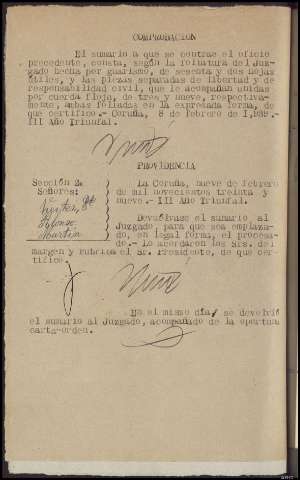 COMPROBACION
El sumario a que se contrae el oficio
precedente, consta, según la foliatura del Juz-
gado hecha por guarismo, de sesenta y dos hojas
útiles, y las piezas separadas de libertad y de
responsabilidad civil, que le acompañan unidas
por cuerda floja, de tres y nueve, respectiva-
mente, ambas foliadas en la expresada forma, de
que certifico.- Coruña, 8 de febrero de 1,939.-
III Año Triunfal.
PROVIDENCIA
Sección 2ª
Señores:
La Coruña, nueve de febrero
de mil novecientos treinta y
nueve.- III Año Triunfal.
Devuélvase el sumario al
Juzgado, para que sea emplaza-
do, en legal forma, el procesa-
do.- Lo acordaron los Srs. del
margen y rubrica el Sr. Presidente, de que cer-
tifico.
En el mismo día, se devolvió
el sumario al Juzgado, acompañado de la oportuna
carta-orden.